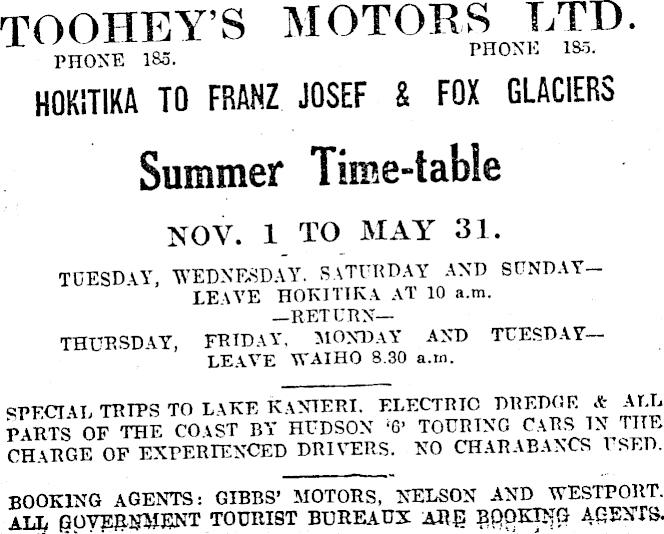 TOOHEY'S MOTORS LTD.
PHONE 185. PHONE 185.
HOKITIKA TO FRANZ JOSEF & FOX GLACIERS
Summer Time-table
NOV. 1 TO MAY 31.
TUESDAY, WEDNESDAY, SATURDAY AND SUNDAY—
LEAVE HOKITIKA AT 10 a.m.
—RETURN—
THURSDAY, FRIDAY, MONDAY AND TUESDAY—
LEAVE WAIHO 8.30 a.m.
SPECIAL TRIPS TO LAKE KANIERI, ELECTRIC DREDGE & ALL
PARTS OF THE COAST BY HUDSON '6' TOURING CARS IN THE
CHARGE OF EXPERIENCED DRIVERS. NO CHARABANCS USED.
BOOKING AGENTS: GIBBS' MOTORS, NELSON AND WESTPORT.
ALL GOVERNMENT TOURIST BUREAUX ARE BOOKING AGENTS.